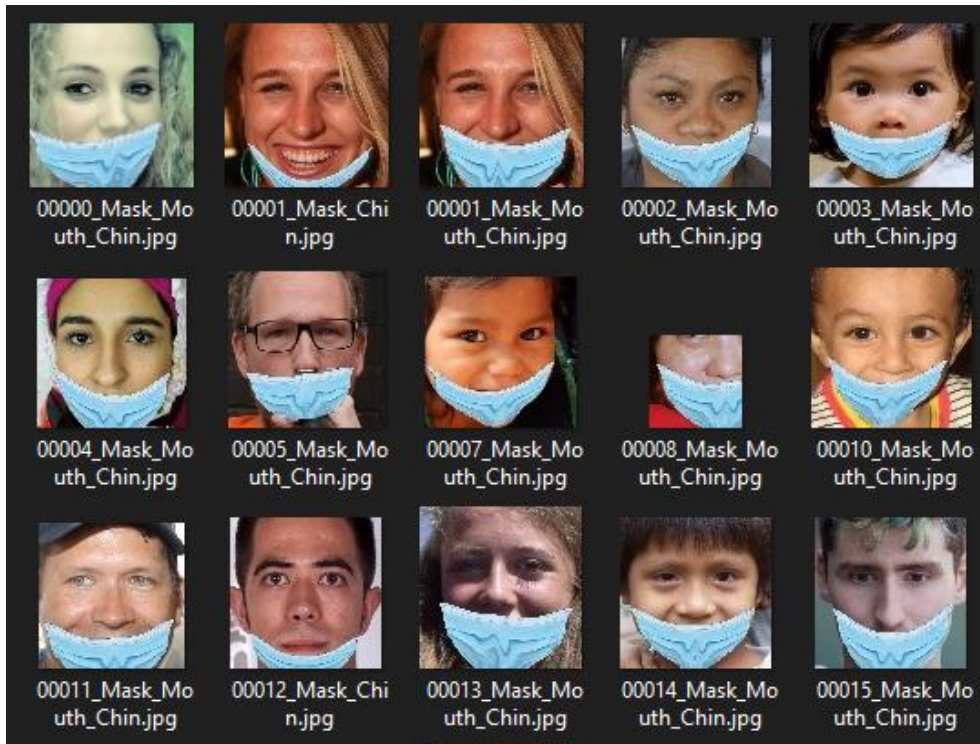 00000_Mask_Mo
uth_Chin.jpg
00001_Mask_Chi
n.jpg
00001_Mask_Mo
uth_Chin.jpg
00002_Mask_Mo
uth_Chin.jpg
00003_Mask_Mo
uth_Chin.jpg
00004_Mask_Mo
uth_Chin.jpg
00005_Mask_Mo
uth_Chin.jpg
00007_Mask_Mo
uth_Chin.jpg
00008_Mask_Mo
uth_Chin.jpg
00010_Mask_Mo
uth_Chin.jpg
00011_Mask_Mo
uth_Chin.jpg
00012_Mask_Chi
n.jpg
00013_Mask_Mo
uth_Chin.jpg
00014_Mask_Mo
uth_Chin.jpg
00015_Mask_Mo
uth_Chin.jpg